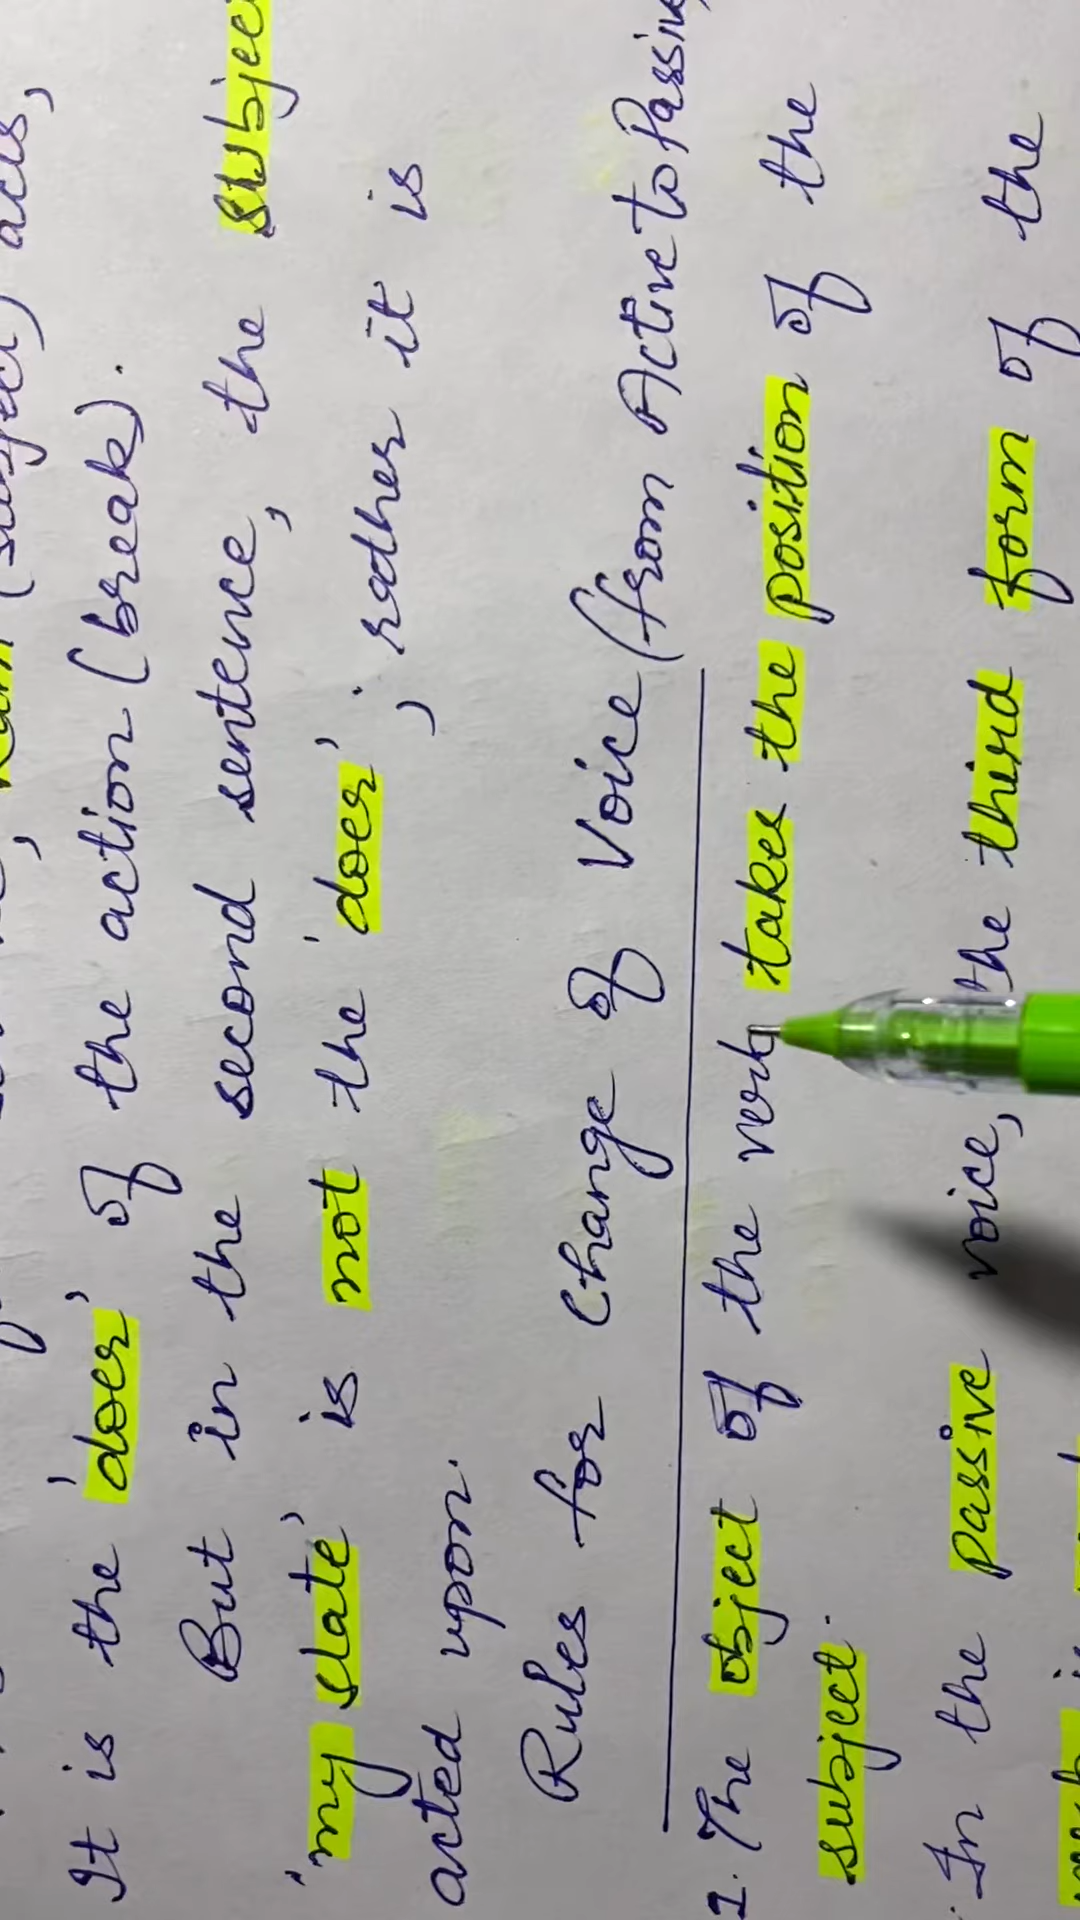 (subject) acts,
It is the 'doer' of the action (break).
But in the second sentence, the
'my slate' is not the 'doer'; rather it is
acted upon.
Rules for Change of Voice (from Active to Passive
1. The object of the verb takes the position of the
subject.
In the passive voice, the third form of the